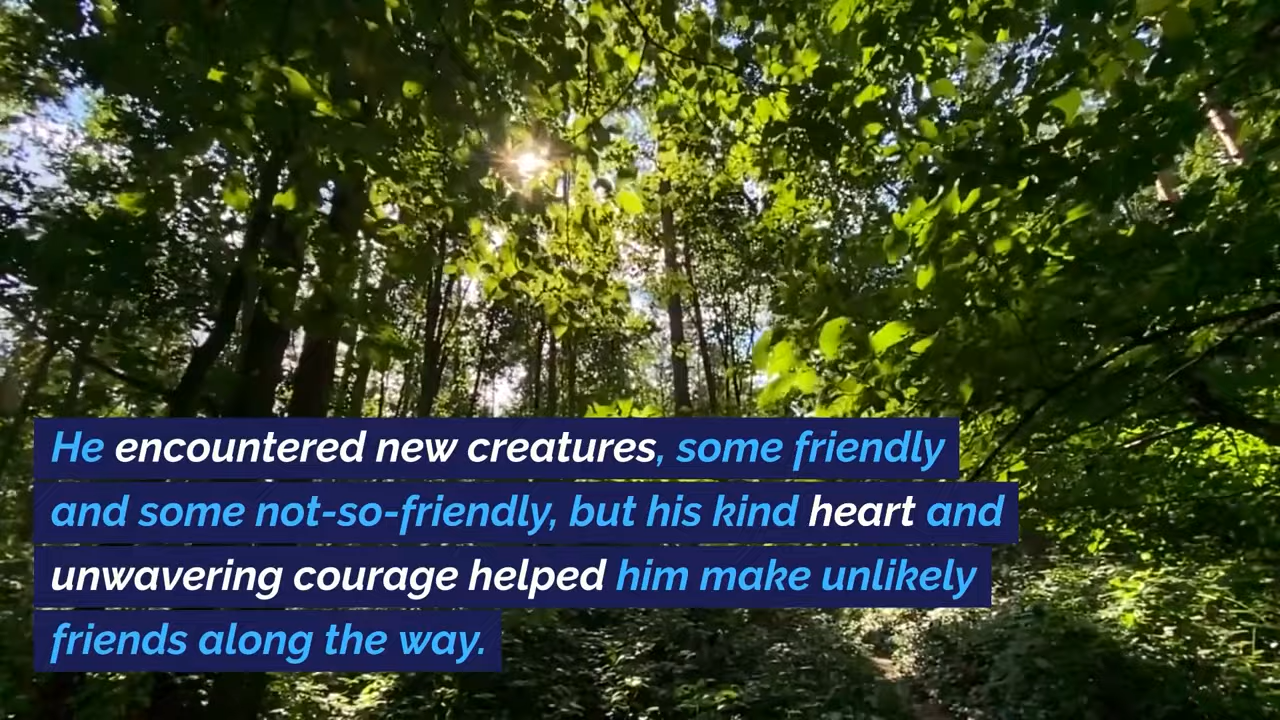 He encountered new creatures, some friendly
and some not-so-friendly, but his kind heart and
unwavering courage helped him make unlikely
friends along the way.